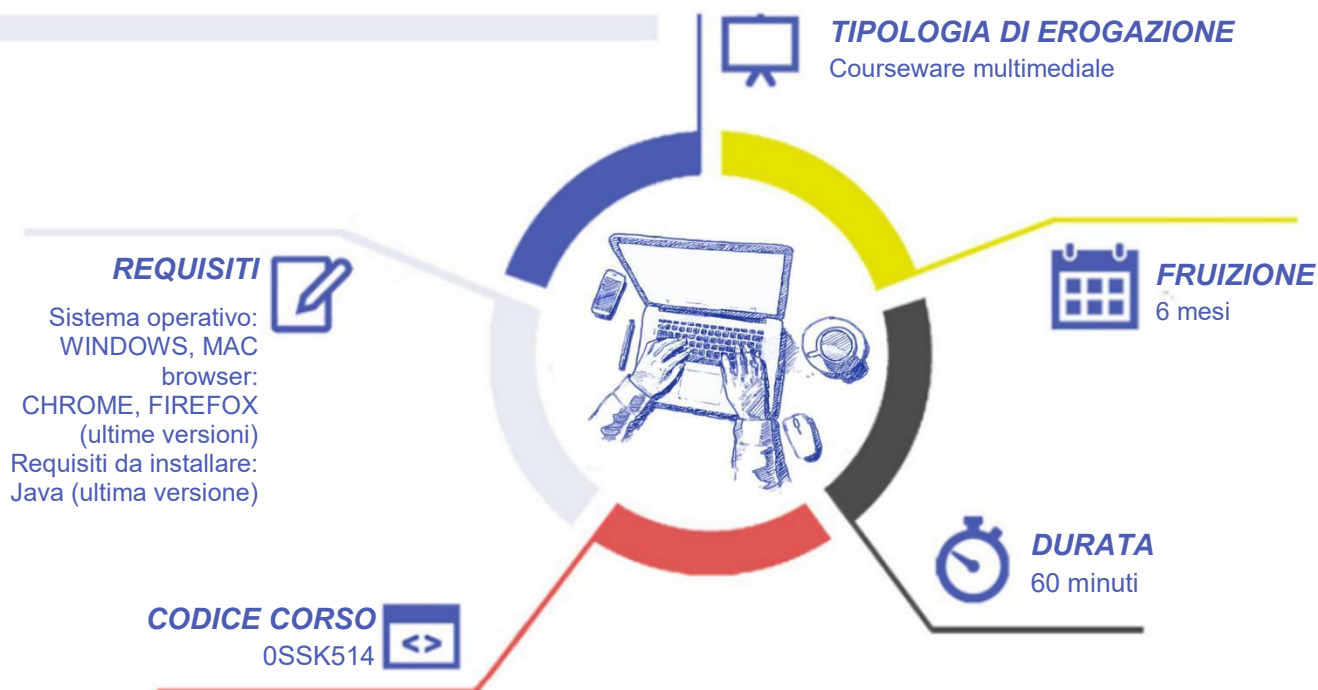 TIPOLOGIA DI EROGAZIONE
Courseware multimediale
REQUISITI
Sistema operativo:
WINDOWS, MAC
browser:
CHROME, FIREFOX
(ultime versioni)
Requisiti da installare:
Java (ultima versione)
FRUIZIONE
6 mesi
DURATA
60 minuti
CODICE CORSO
0SSK514